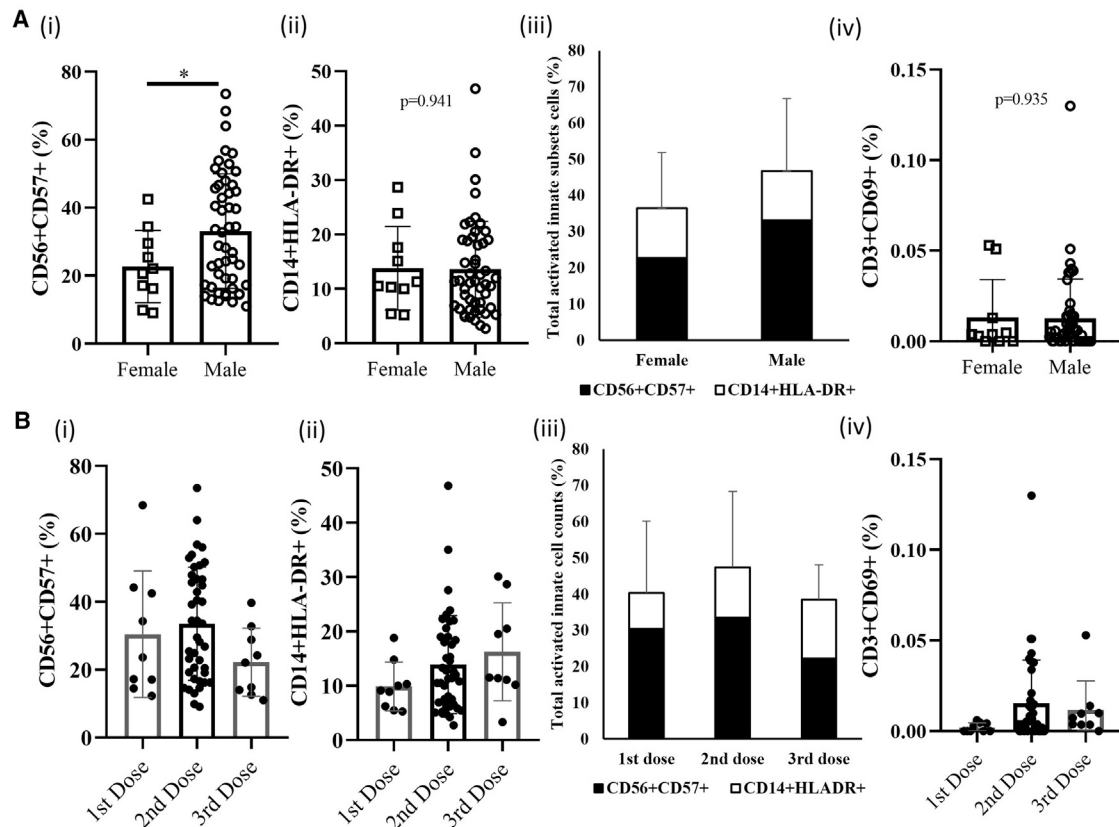 A
(i)
CD56+CD57+ (%)
80
60
40
20
0
*
Female
Male
(ii)
CD14+HLA-DR+ (%)
50
40
30
20
10
0
p=0.941
Female
Male
(iii)
Total activated innate subsets cells (%)
80
70
60
50
40
30
20
10
0
Female
Male
CD56+CD57+
CD14+HLA-DR+
(iv)
CD3+CD69+ (%)
0.15
0.10
0.05
0.00
p=0.935
Female
Male
B
(i)
CD56+CD57+ (%)
80
60
40
20
0
1st Dose
2nd Dose
3rd Dose
(ii)
CD14+HLA-DR+ (%)
50
40
30
20
10
0
1st Dose
2nd Dose
3rd Dose
(iii)
Total activated innate cell counts (%)
80
70
60
50
40
30
20
10
0
1st dose
2nd dose
3rd dose
CD56+CD57+
CD14+HLADR+
(iv)
CD3+CD69+ (%)
0.15
0.10
0.05
0.00
1st Dose
2nd Dose
3rd Dose